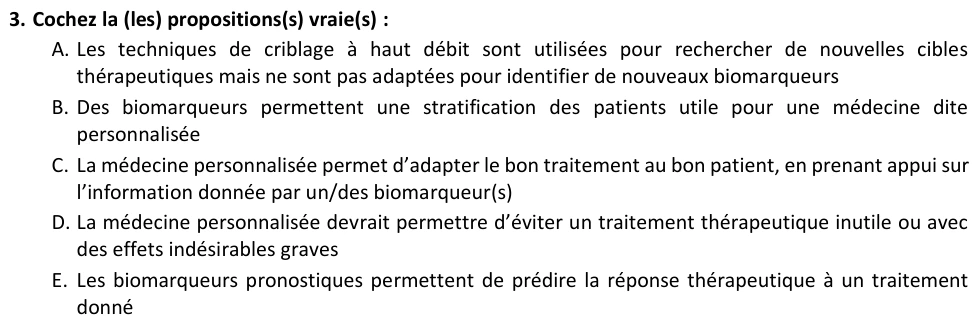 3. Cochez la (les) propositions(s) vraie(s) :
A. Les techniques de criblage à haut débit sont utilisées pour rechercher de nouvelles cibles
thérapeutiques mais ne sont pas adaptées pour identifier de nouveaux biomarqueurs
B. Des biomarqueurs permettent une stratification des patients utile pour une médecine dite
personnalisée
C. La médecine personnalisée permet d’adapter le bon traitement au bon patient, en prenant appui sur
l’information donnée par un/des biomarqueur(s)
D. La médecine personnalisée devrait permettre d’éviter un traitement thérapeutique inutile ou avec
des effets indésirables graves
E. Les biomarqueurs pronostiques permettent de prédire la réponse thérapeutique à un traitement
donné